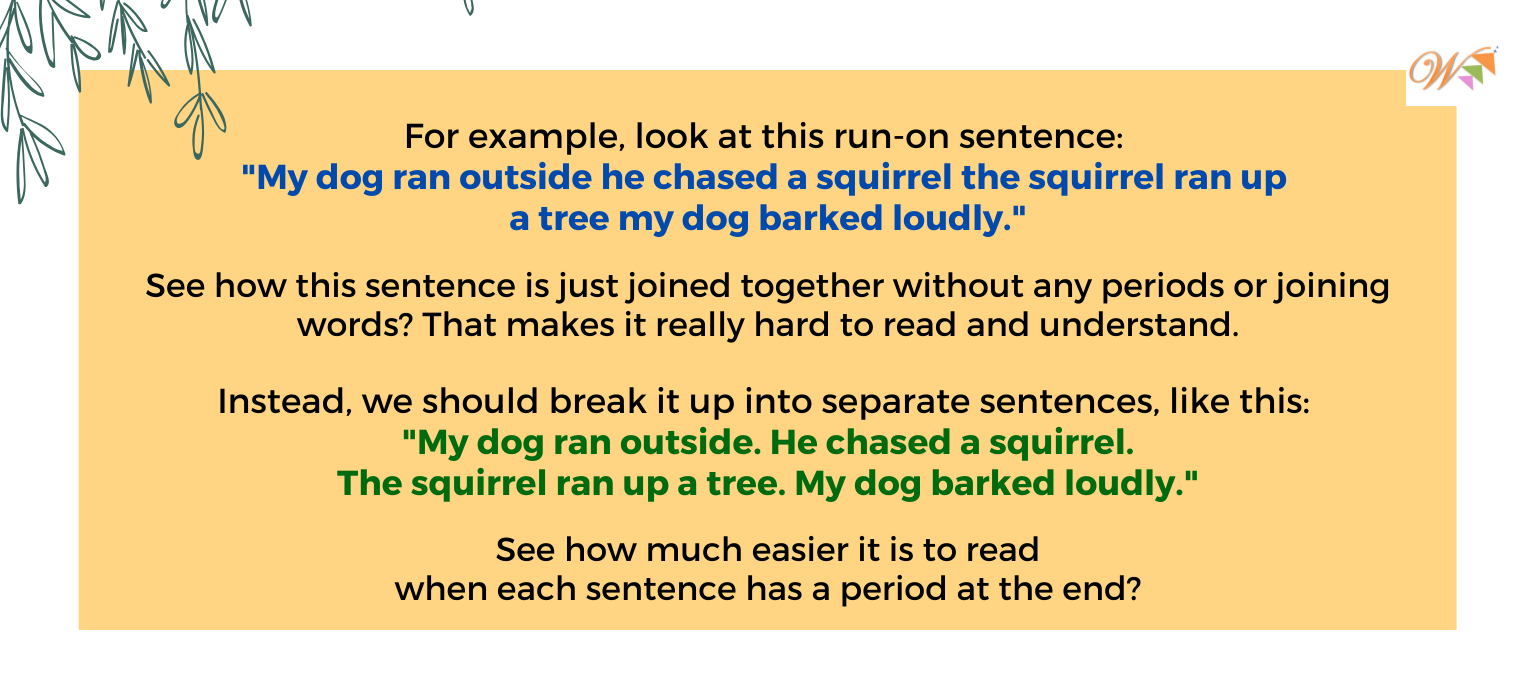 W
For example, look at this run-on sentence:
"My dog ran outside he chased a squirrel the squirrel ran up
a tree my dog barked loudly."
See how this sentence is just joined together without any periods or joining
words? That makes it really hard to read and understand.
Instead, we should break it up into separate sentences, like this:
"My dog ran outside. He chased a squirrel.
The squirrel ran up a tree. My dog barked loudly."
See how much easier it is to read
when each sentence has a period at the end?